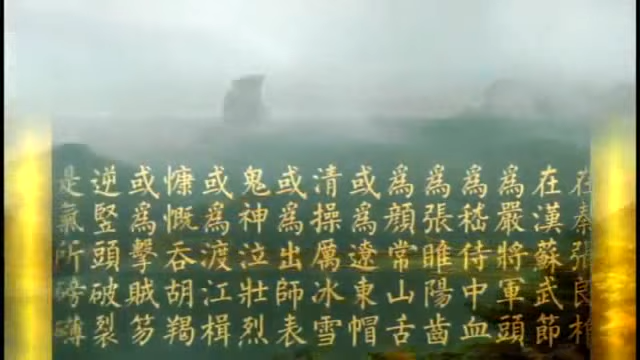 在秦張良椎
在漢蘇武節
為嚴將軍頭
為嵇侍中血
為張睢陽齒
為顏常山舌
或為遼東帽
清操厲冰雪
或為出師表
鬼神泣壯烈
或為渡江楫
慷慨吞胡羯
或為擊賊笏
逆豎頭破裂
是氣所磅礡